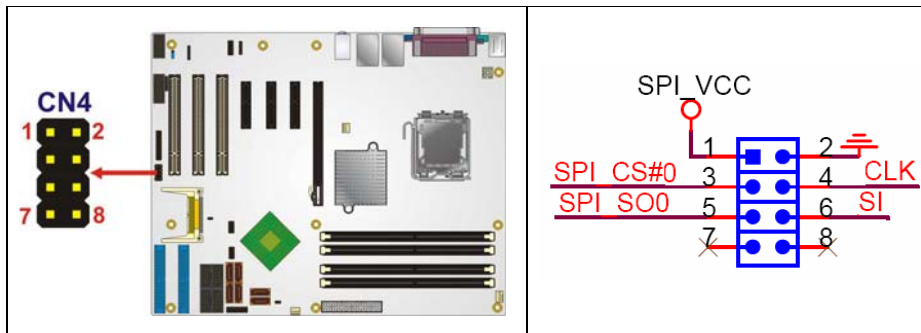 CN4
1 2
7 8
SPI_VCC
1 2
SPI_CS#0 3 4 CLK
SPI_SO0 5 6 SI
7 8